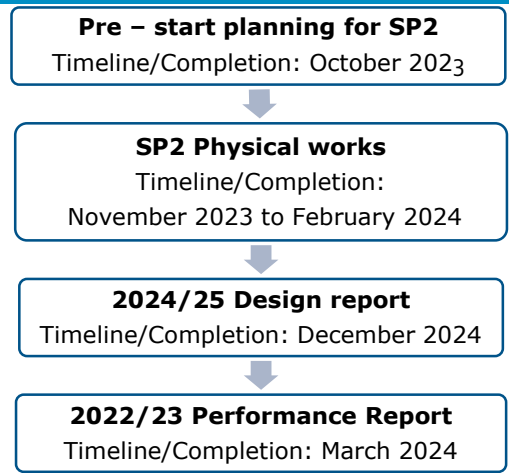 Pre – start planning for SP2
Timeline/Completion: October 2023
SP2 Physical works
Timeline/Completion:
November 2023 to February 2024
2024/25 Design report
Timeline/Completion: December 2024
2022/23 Performance Report
Timeline/Completion: March 2024